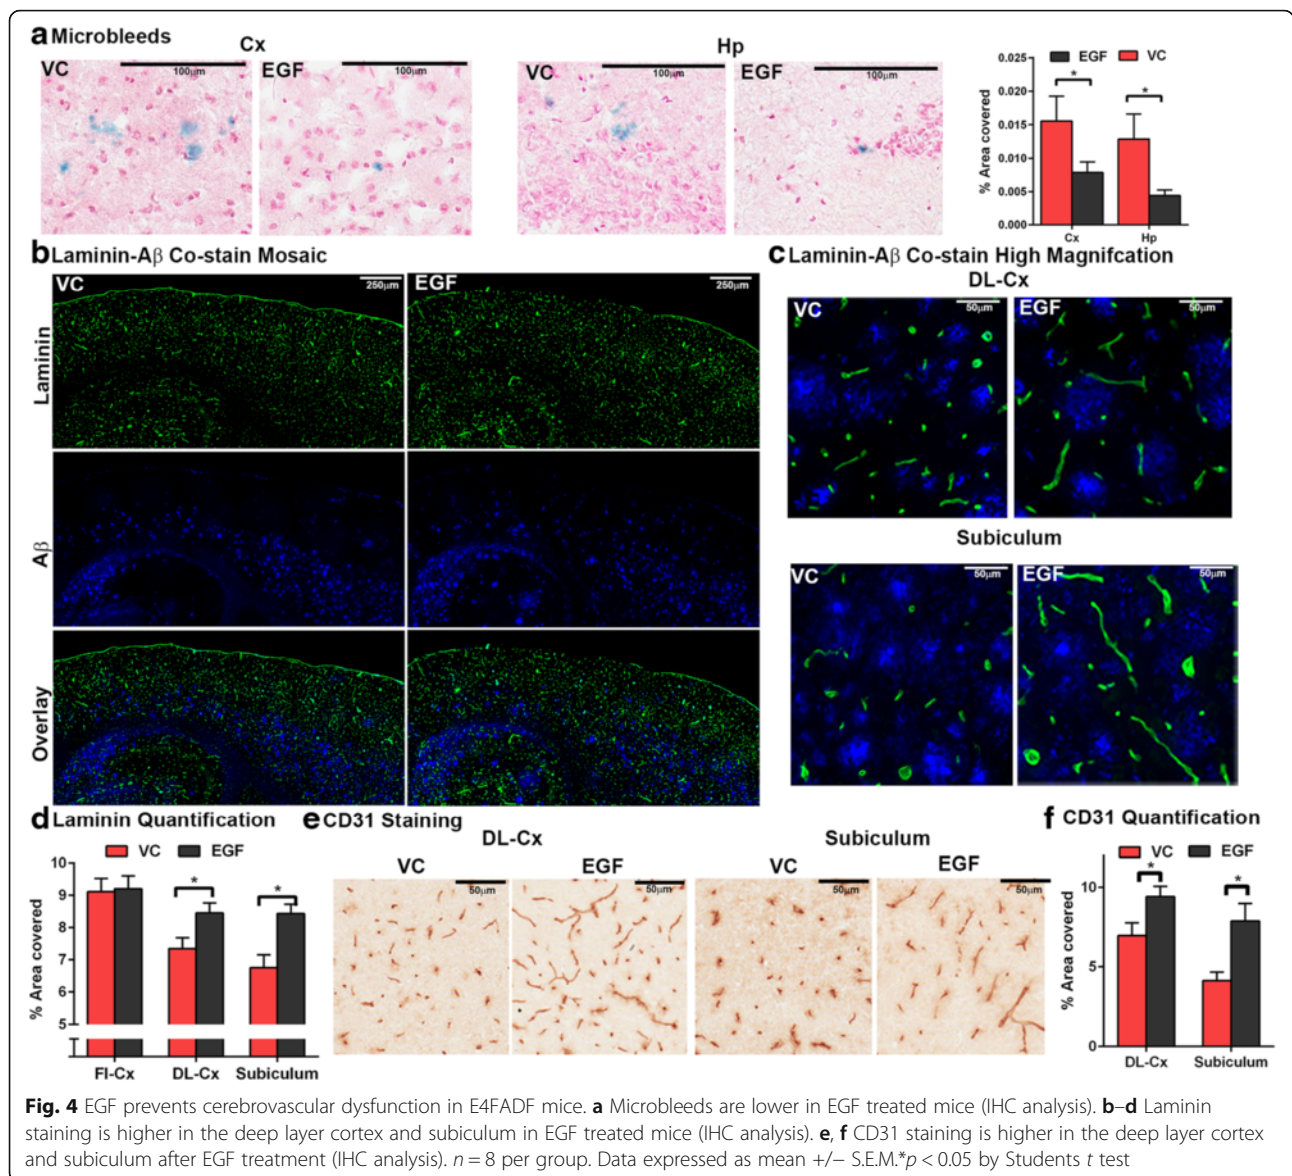 a Microbleeds
Cx
Hp
VC
100μm
EGF
100μm
VC
100μm
EGF
100μm
EGF VC
0.025
0.020
0.015
0.010
0.005
0.000
% Area covered
*
*
Cx
Hp
b Laminin-Aβ Co-stain Mosaic
VC
250μm
EGF
250μm
Laminin
Aβ
Overlay
c Laminin-Aβ Co-stain High Magnifcation
DL-Cx
VC
50μm
EGF
50μm
Subiculum
VC
50μm
EGF
50μm
d Laminin Quantification
VC EGF
10
9
8
7
6
5
% Area covered
*
*
Fl-Cx DL-Cx Subiculum
e CD31 Staining
DL-Cx
Subiculum
VC
EGF
VC
EGF
50μm
50μm
50μm
50μm
f CD31 Quantification
VC EGF
10
5
0
% Area covered
*
*
DL-Cx Subiculum
Fig. 4 EGF prevents cerebrovascular dysfunction in E4FADF mice. a Microbleeds are lower in EGF treated mice (IHC analysis). b–d Laminin
staining is higher in the deep layer cortex and subiculum in EGF treated mice (IHC analysis). e, f CD31 staining is higher in the deep layer cortex
and subiculum after EGF treatment (IHC analysis). n = 8 per group. Data expressed as mean +/− S.E.M.*p < 0.05 by Students t test